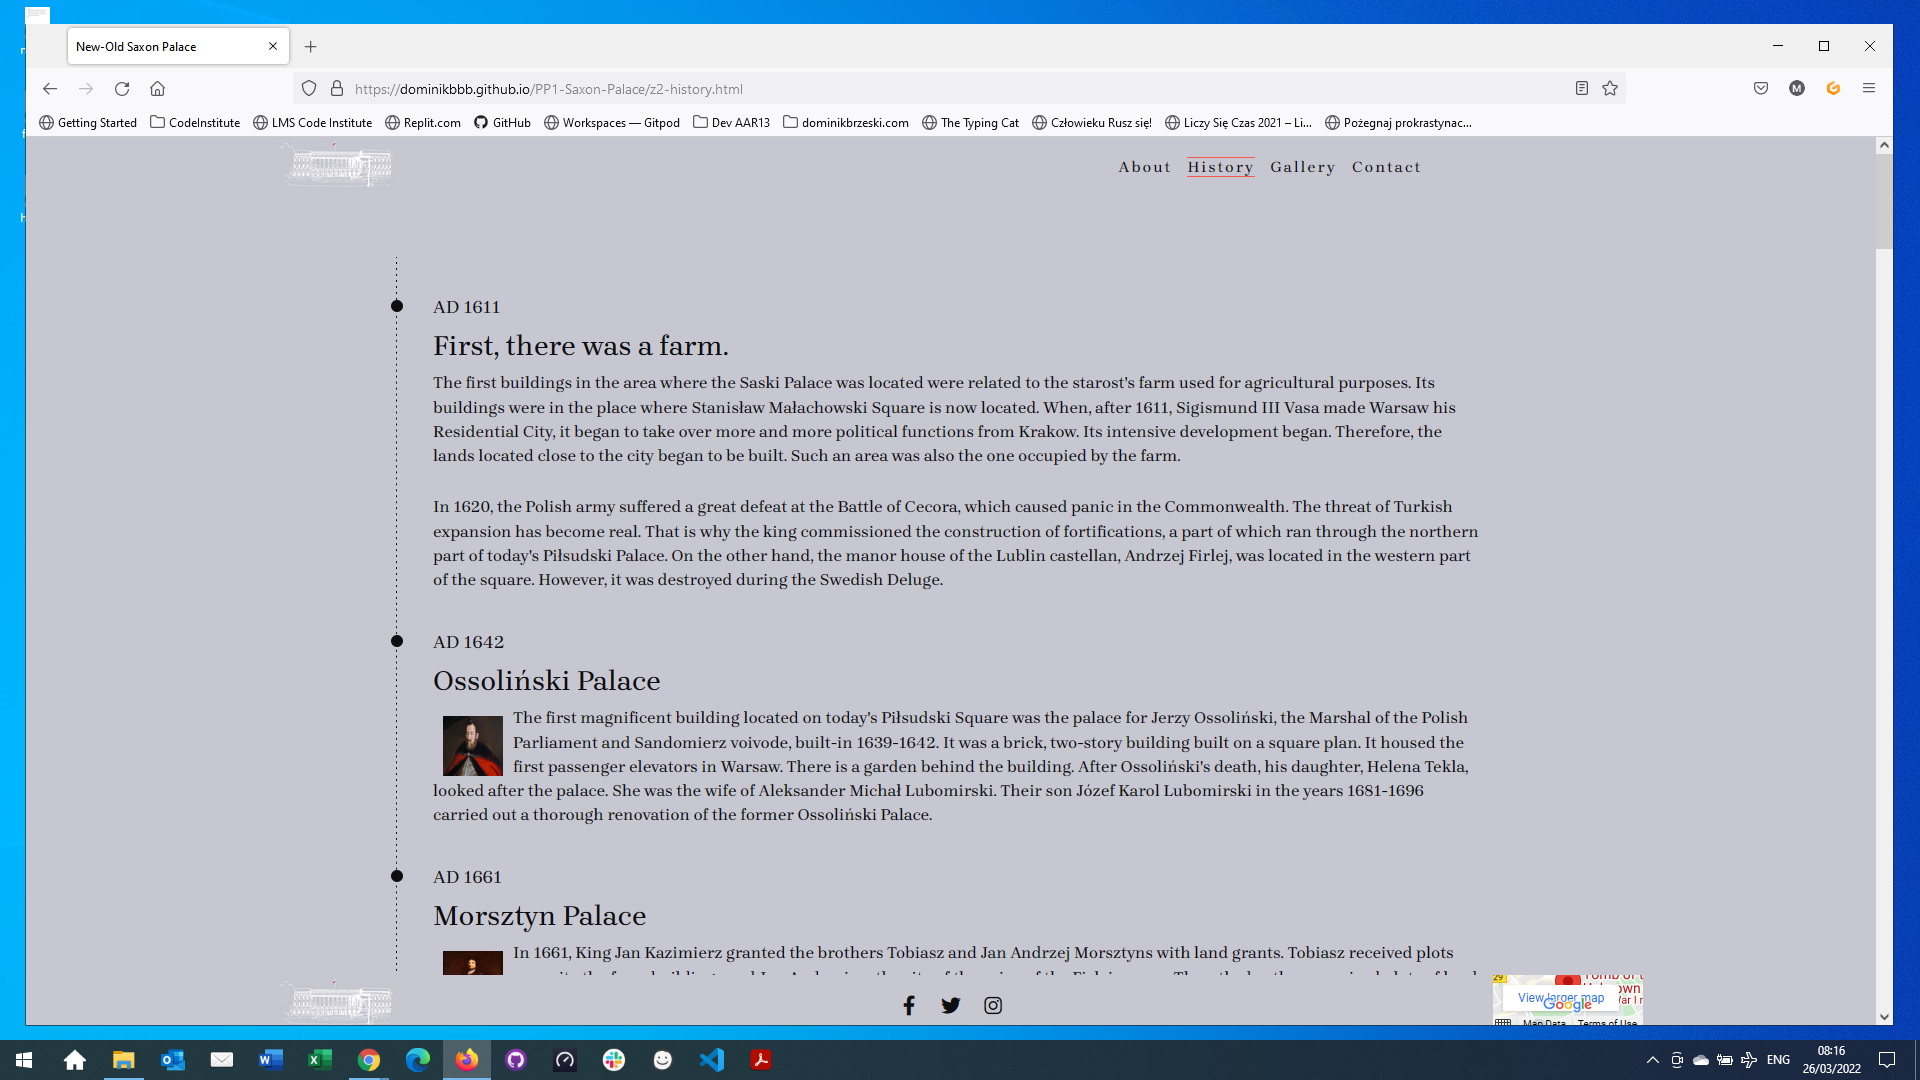 New-Old Saxon Palace
https://dominikbbb.github.io/PP1-Saxon-Palace/z2-history.html
M
Getting Started CodeInstitute LMS Code Institute Replit.com GitHub Workspaces — Gitpod Dev AAR13 dominikbrzeski.com The Typing Cat Człowieku Rusz się! Liczy Się Czas 2021 – Li... Pożegnaj prokrastynac...
About History Gallery Contact
AD 1611
First, there was a farm.
The first buildings in the area where the Saski Palace was located were related to the starost's farm used for agricultural purposes. Its
buildings were in the place where Stanisław Małachowski Square is now located. When, after 1611, Sigismund III Vasa made Warsaw his
Residential City, it began to take over more and more political functions from Krakow. Its intensive development began. Therefore, the
lands located close to the city began to be built. Such an area was also the one occupied by the farm.
In 1620, the Polish army suffered a great defeat at the Battle of Cecora, which caused panic in the Commonwealth. The threat of Turkish
expansion has become real. That is why the king commissioned the construction of fortifications, a part of which ran through the northern
part of today's Piłsudski Palace. On the other hand, the manor house of the Lublin castellan, Andrzej Firlej, was located in the western part
of the square. However, it was destroyed during the Swedish Deluge.
AD 1642
Ossoliński Palace
The first magnificent building located on today's Piłsudski Square was the palace for Jerzy Ossoliński, the Marshal of the Polish
Parliament and Sandomierz voivode, built-in 1639-1642. It was a brick, two-story building built on a square plan. It housed the
first passenger elevators in Warsaw. There is a garden behind the building. After Ossoliński's death, his daughter, Helena Tekla,
looked after the palace. She was the wife of Aleksander Michał Lubomirski. Their son Józef Karol Lubomirski in the years 1681-1696
carried out a thorough renovation of the former Ossoliński Palace.
AD 1661
Morsztyn Palace
In 1661, King Jan Kazimierz granted the brothers Tobiasz and Jan Andrzej Morsztyns with land grants. Tobiasz received plots
29
View larger map
Google
Map Data Terms of Use
ENG
08:16
26/03/2022